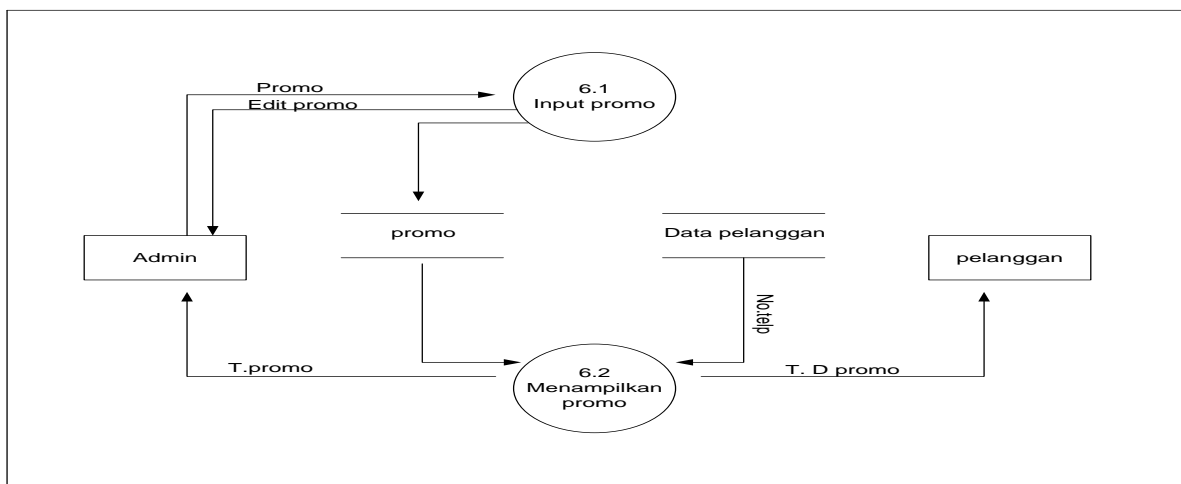 Promo
Edit promo
6.1
Input promo
promo
Data pelanggan
Admin
pelanggan
No.telp
T.promo
6.2
Menampilkan
promo
T. D promo